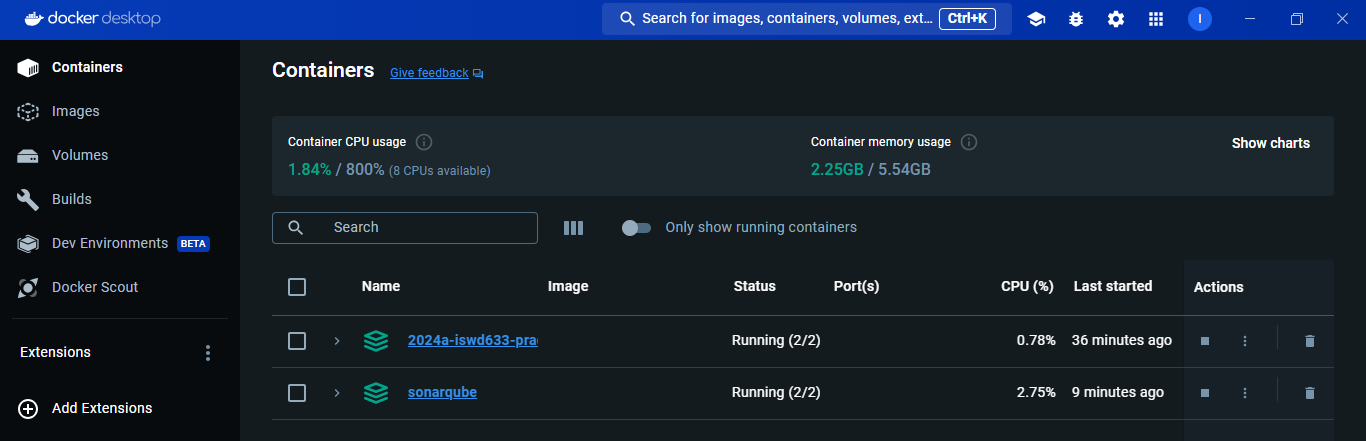 docker desktop
Search for images, containers, volumes, ext... Ctrl+K
I
Containers
Images
Volumes
Builds
Dev Environments BETA
Docker Scout
Extensions
Add Extensions
Containers Give feedback
Container CPU usage
1.84% / 800% (8 CPUs available)
Container memory usage
2.25GB / 5.54GB
Show charts
Search
Only show running containers
Name Image Status Port(s) CPU (%) Last started Actions
2024a-iswd633-pra Running (2/2) 0.78% 36 minutes ago
sonarqube Running (2/2) 2.75% 9 minutes ago